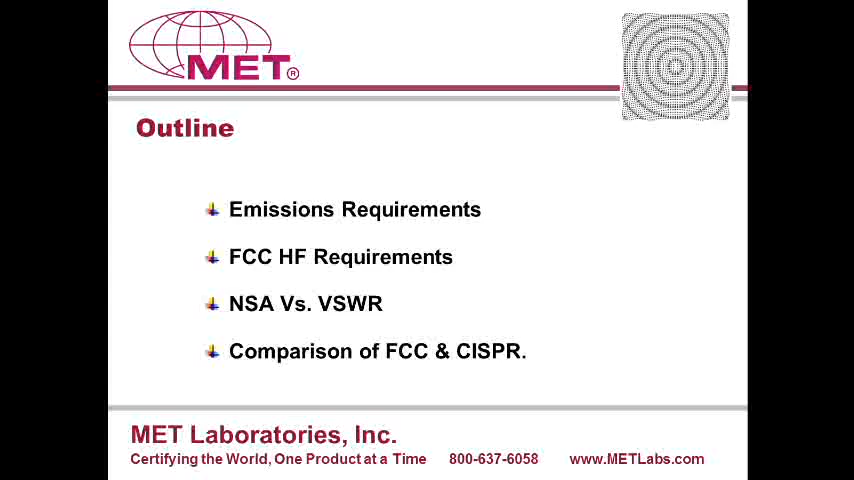 MET®
Outline
Emissions Requirements
FCC HF Requirements
NSA Vs. VSWR
Comparison of FCC & CISPR.
MET Laboratories, Inc.
Certifying the World, One Product at a Time 800-637-6058 www.METLabs.com